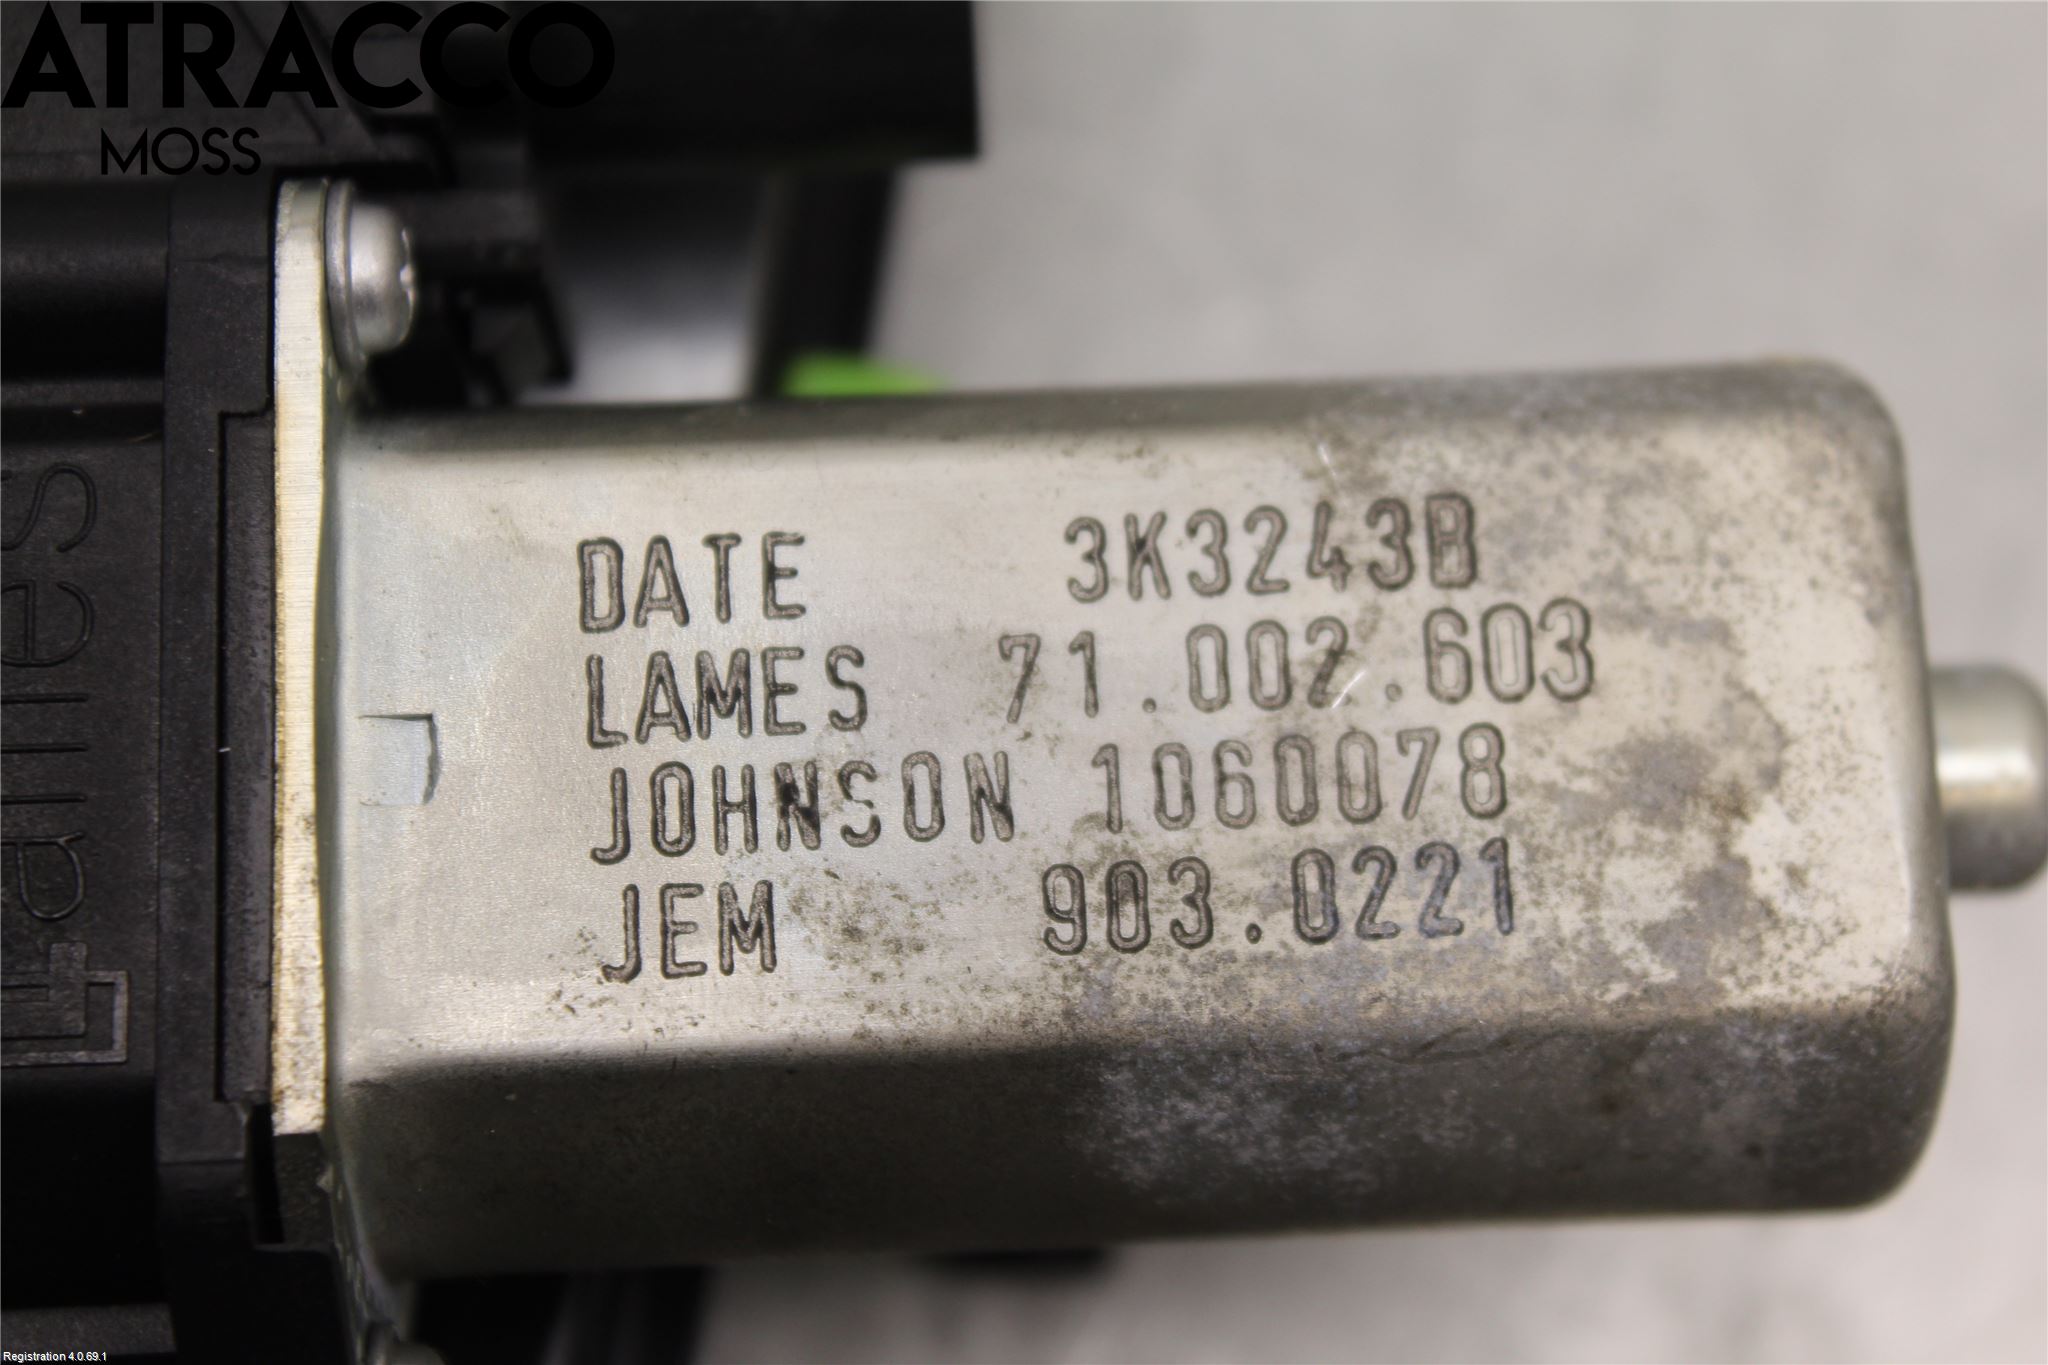 ATRACCO
MOSS
Lames
DATE 3K3243B
LAMES 71.002.603
JOHNSON 1060078
JEM 903.0221
Registration 4.0.69.1